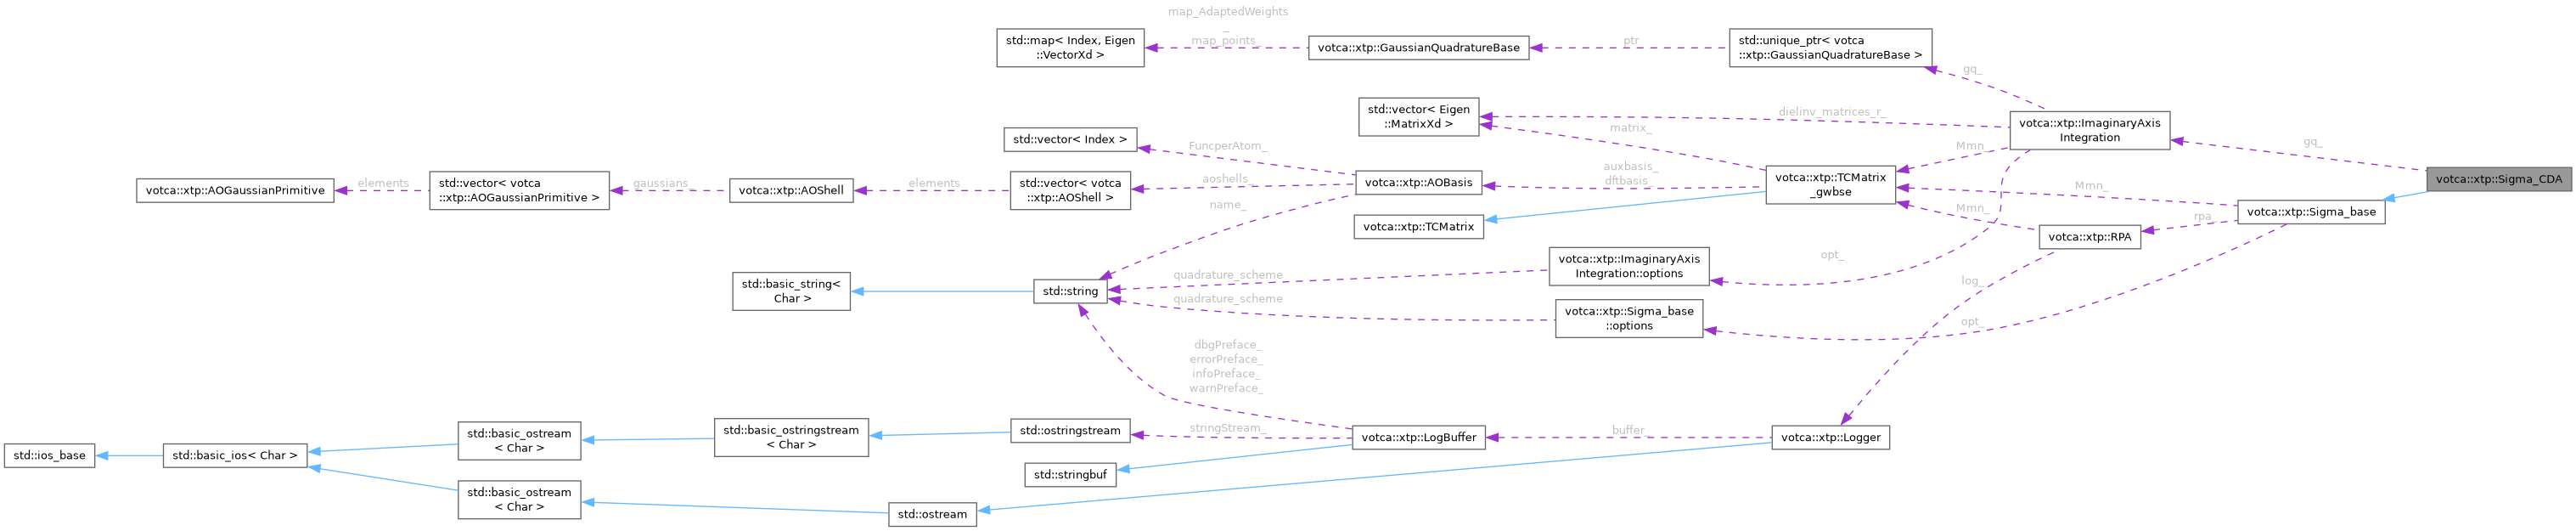 map_AdaptedWeights
_
map_points_
std::map< Index, Eigen
::VectorXd >
votca::xtp::GaussianQuadratureBase
ptr
std::unique_ptr< votca
::xtp::GaussianQuadratureBase >
gq_
std::vector< Eigen
::MatrixXd >
dielinv_matrices_r_
matrix_
votca::xtp::ImaginaryAxis
Integration
gq_
std::vector< Index >
FuncperAtom_
Mmn_
auxbasis_
dftbasis_
votca::xtp::AOGaussianPrimitive
elements
std::vector< votca
::xtp::AOGaussianPrimitive >
gaussians_
votca::xtp::AOShell
elements
std::vector< votca
::xtp::AOShell >
aoshells_
votca::xtp::AOBasis
votca::xtp::TCMatrix
_gwbse
Mmn_
votca::xtp::Sigma_CDA
name_
Mmn_
rpa_
votca::xtp::Sigma_base
votca::xtp::TCMatrix
votca::xtp::RPA
opt_
votca::xtp::ImaginaryAxis
Integration::options
quadrature_scheme
quadrature_scheme
std::basic_string<
Char >
std::string
log_
votca::xtp::Sigma_base
::options
opt_
dbgPreface_
errorPreface_
infoPreface_
warnPreface_
std::ios_base
std::basic_ios< Char >
std::basic_ostream
< Char >
std::basic_ostringstream
< Char >
std::ostringstream
stringStream_
votca::xtp::LogBuffer
buffer_
votca::xtp::Logger
std::stringbuf
std::basic_ostream
< Char >
std::ostream